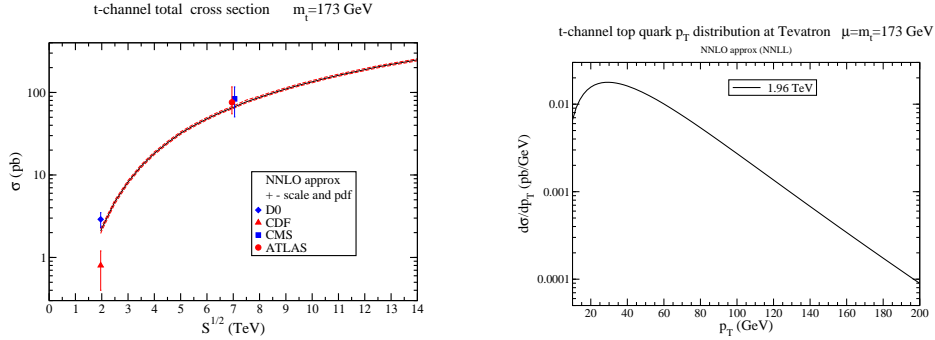 t-channel total cross section m_t=173 GeV
σ (pb)
100
10
1
0 1 2 3 4 5 6 7 8 9 10 11 12 13 14
S^{1/2} (TeV)
NNLO approx
+ - scale and pdf
D0
CDF
CMS
ATLAS
t-channel top quark p_T distribution at Tevatron μ=m_t=173 GeV
NNLO approx (NNLL)
1.96 TeV
dσ/dp_T (pb/GeV)
0.01
0.001
0.0001
20 40 60 80 100 120 140 160 180 200
p_T (GeV)